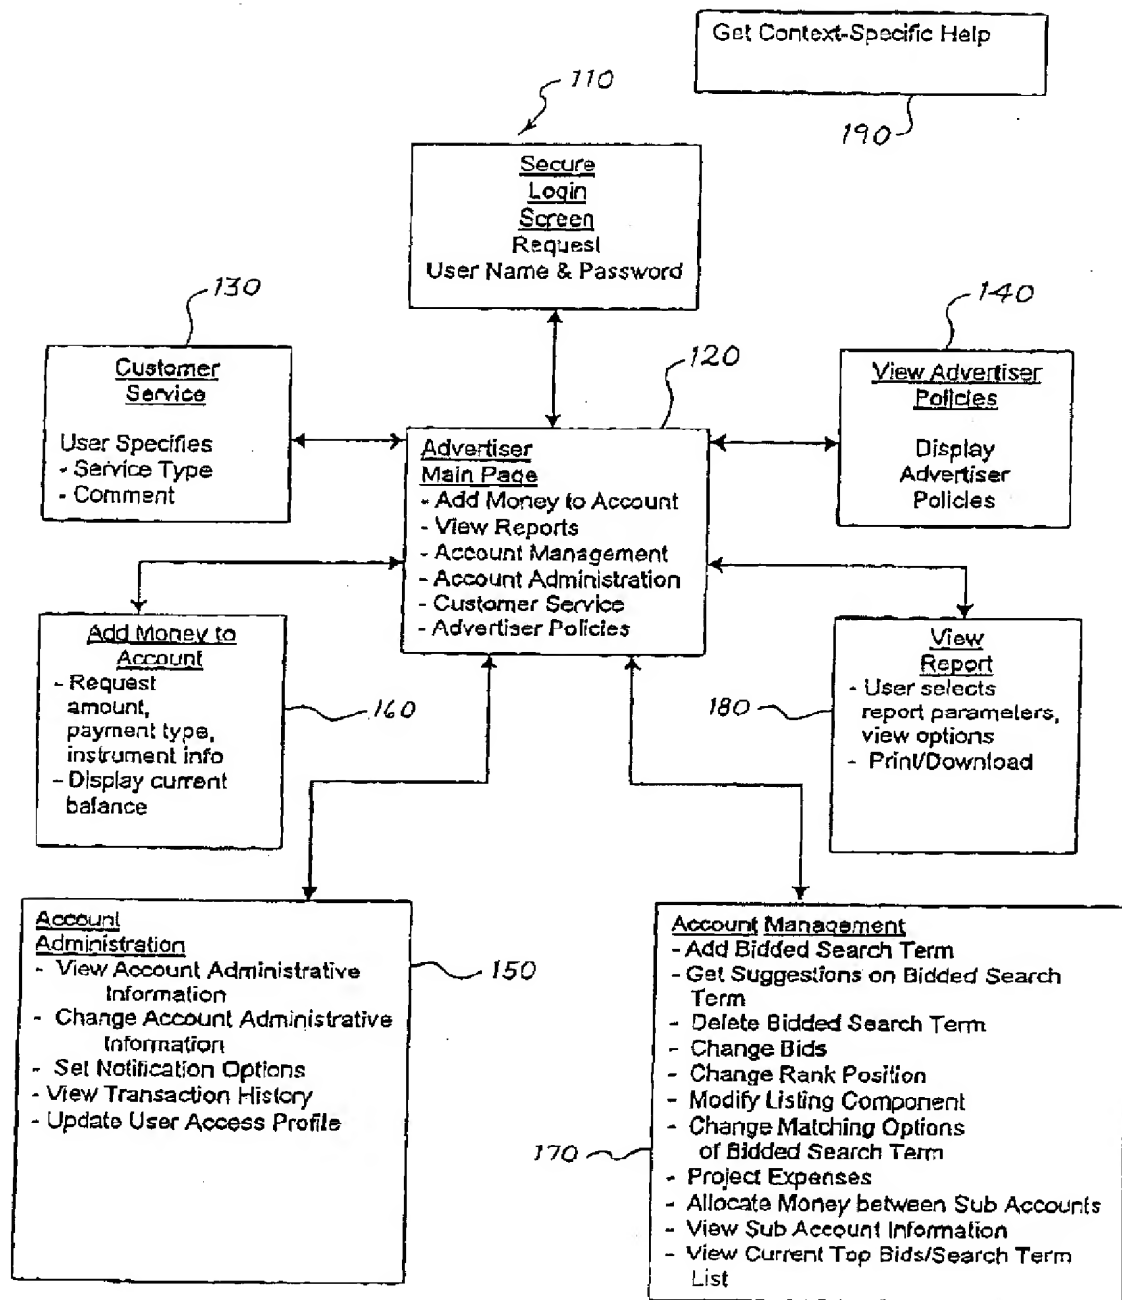 Get Context-Specific Help
190
110
Secure
Login
Screen
Request
User Name & Password
130
Customer
Service
User Specifies
- Service Type
- Comment
120
Advertiser
Main Page
- Add Money to Account
- View Reports
- Account Management
- Account Administration
- Customer Service
- Advertiser Policies
140
View Advertiser
Policies
Display
Advertiser
Policies
Add Money to
Account
- Request
amount,
payment type,
instrument info
- Display current
balance
160
View
Report
- User selects
report parameters,
view options
- Print/Download
180
Account
Administration
- View Account Administrative
Information
- Change Account Administrative
Information
- Set Notification Options
- View Transaction History
- Update User Access Profile
150
Account Management
- Add Bidded Search Term
- Get Suggestions on Bidded Search
Term
- Delete Bidded Search Term
- Change Bids
- Change Rank Position
- Modify Listing Component
- Change Matching Options
of Bidded Search Term
- Project Expenses
- Allocate Money between Sub Accounts
- View Sub Account Information
- View Current Top Bids/Search Term
List
170